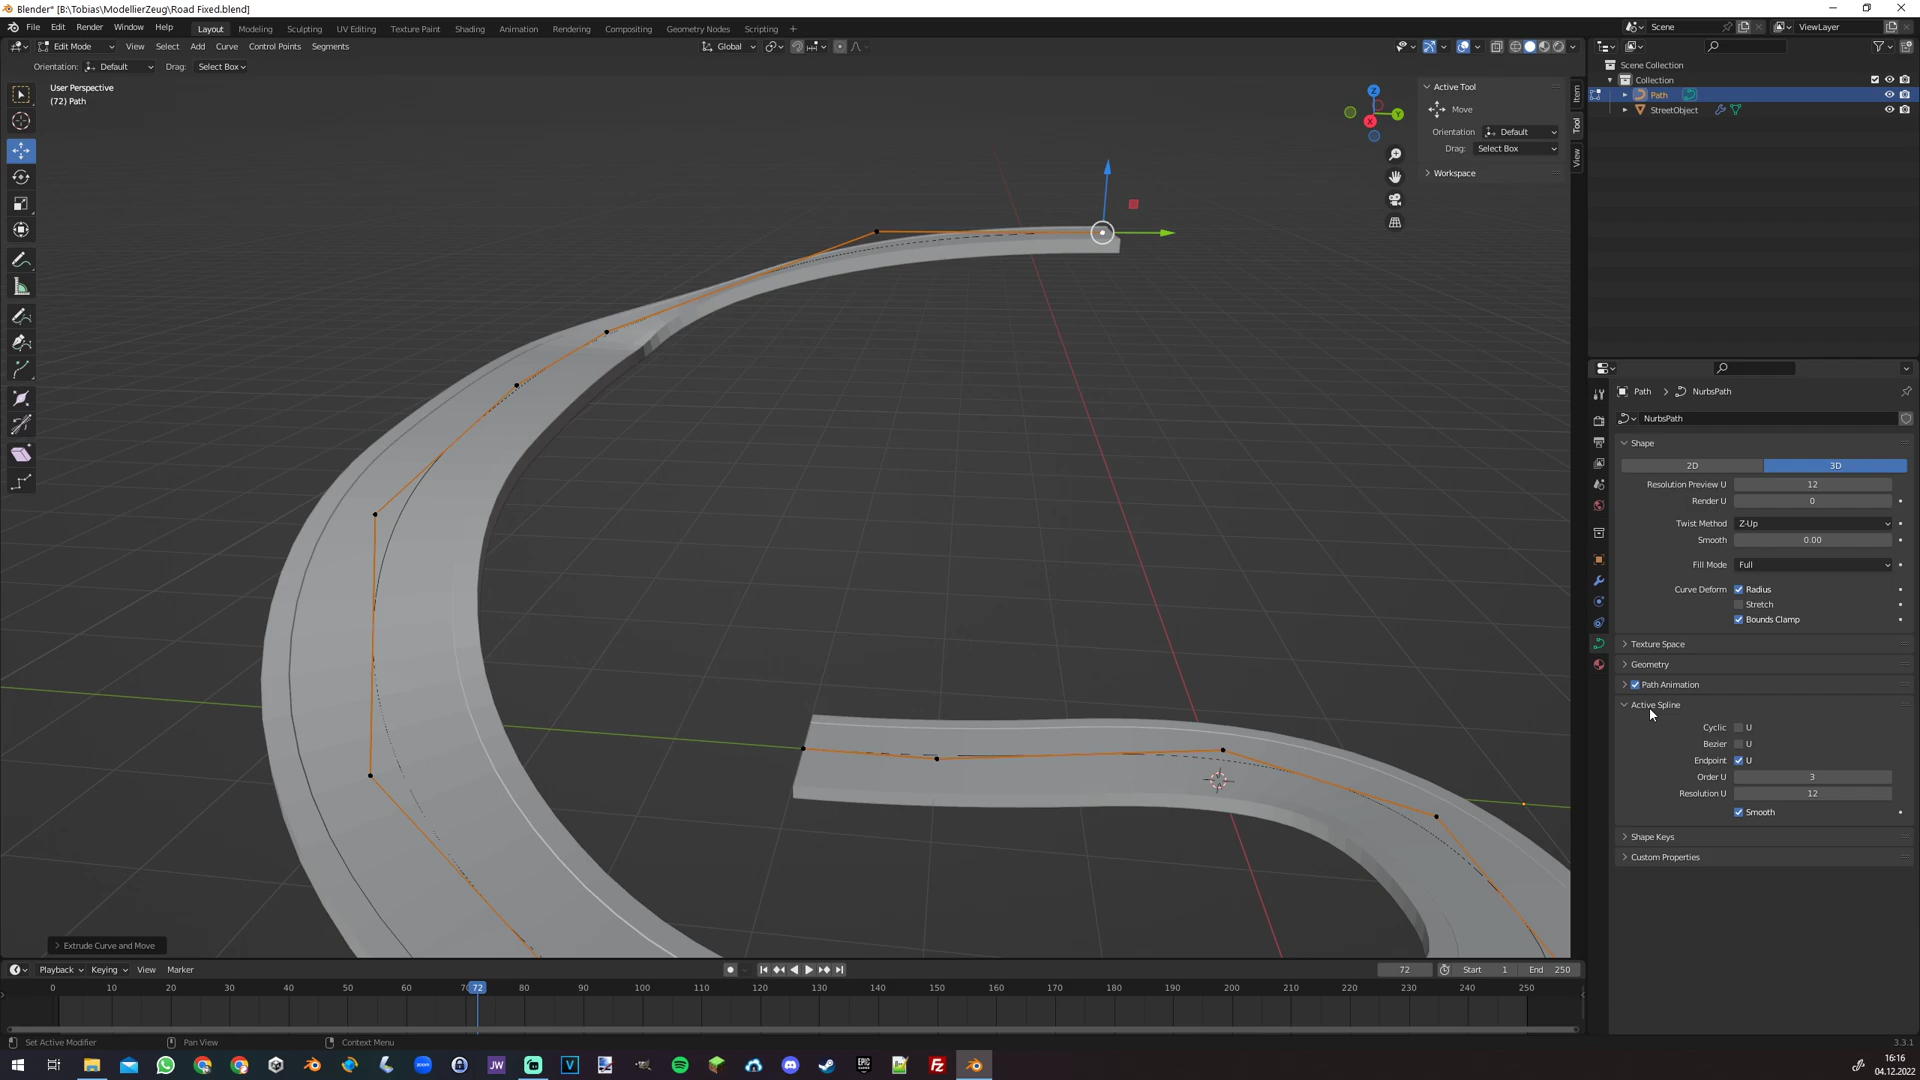 Blender* [B:\Tobias\ModellierZeug\Road Fixed.blend]
File Edit Render Window Help Layout Modeling Sculpting UV Editing Texture Paint Shading Animation Rendering Compositing Geometry Nodes Scripting + Scene ViewLayer
Edit Mode View Select Add Curve Control Points Segments Global
Orientation: Default Drag: Select Box
User Perspective
(72) Path
Z
Y
X
Active Tool
Move
Orientation Default
Drag: Select Box
Workspace
Item
Tool
View
Scene Collection
Collection
Path
StreetObject
Path > NurbsPath
NurbsPath
Shape
2D 3D
Resolution Preview U 12
Render U 0
Twist Method Z-Up
Smooth 0.00
Fill Mode Full
Curve Deform Radius
Stretch
Bounds Clamp
Texture Space
Geometry
Path Animation
Active Spline
Cyclic U
Bezier U
Endpoint U
Order U 3
Resolution U 12
Smooth
Shape Keys
Custom Properties
Extrude Curve and Move
Playback Keying View Marker 72 Start 1 End 250
0 10 20 30 40 50 60 72 80 90 100 110 120 130 140 150 160 170 180 190 200 210 220 230 240 250
Set Active Modifier Pan View Context Menu 3.3.1
zoom JW V EPIC GAMES FZ
16:16
04.12.2022